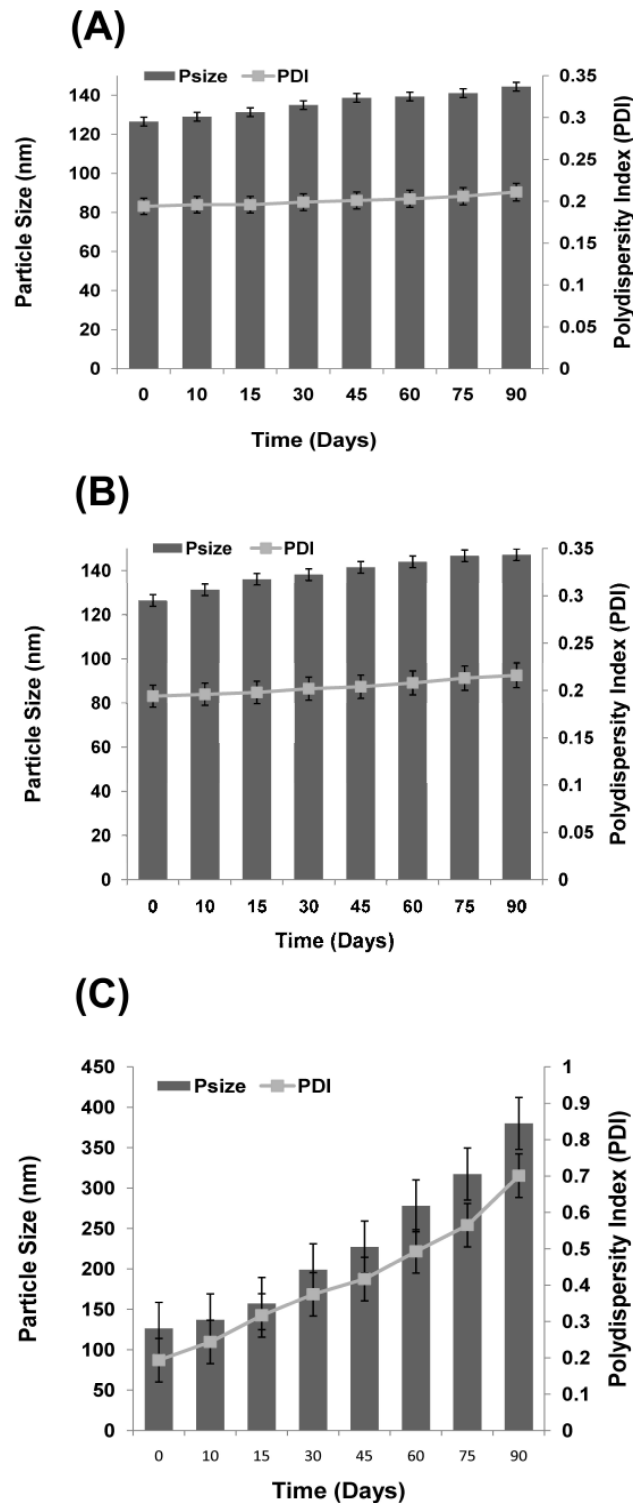 (A)
Psize PDI
Particle Size (nm)
140
120
100
80
60
40
20
0
0.35
0.3
0.25
0.2
0.15
0.1
0.05
0
Polydispersity Index (PDI)
0 10 15 30 45 60 75 90
Time (Days)
(B)
Psize PDI
Particle Size (nm)
140
120
100
80
60
40
20
0
0.35
0.3
0.25
0.2
0.15
0.1
0.05
0
Polydispersity Index (PDI)
0 10 15 30 45 60 75 90
Time (Days)
(C)
Psize PDI
Particle Size (nm)
450
400
350
300
250
200
150
100
50
0
1
0.9
0.8
0.7
0.6
0.5
0.4
0.3
0.2
0.1
0
Polydispersity Index (PDI)
0 10 15 30 45 60 75 90
Time (Days)